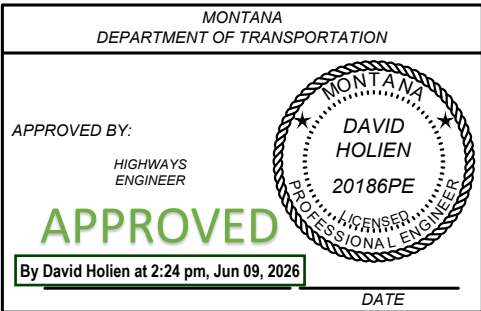 MONTANA
DEPARTMENT OF TRANSPORTATION
APPROVED BY:
HIGHWAYS
ENGINEER
APPROVED
By David Holien at 2:24 pm, Jun 09, 2026
MONTANA
DAVID
HOLIEN
20186PE
LICENSED
PROFESSIONAL ENGINEER
DATE